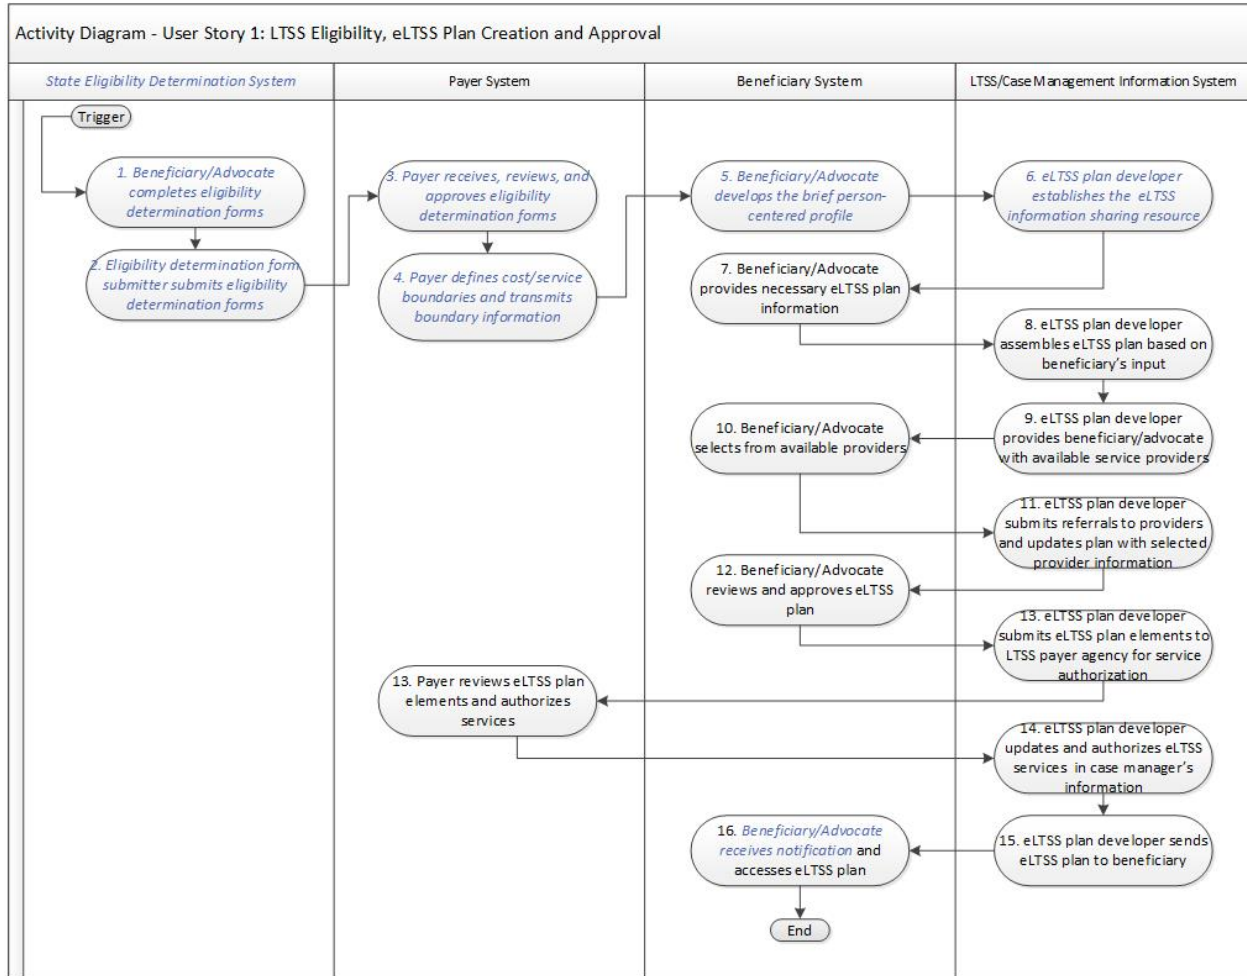 Activity Diagram - User Story 1: LTSS Eligibility, eLTSS Plan Creation and Approval
State Eligibility Determination System
Payer System
Beneficiary System
LTSS/Case Management Information System
Trigger
1. Beneficiary/Advocate
completes eligibility
determination forms
2. Eligibility determination form
submitter submits eligibility
determination forms
3. Payer receives, reviews, and
approves eligibility
determination forms
4. Payer defines cost/service
boundaries and transmits
boundary information
5. Beneficiary/Advocate
develops the brief person-
centered profile
6. eLTSS plan developer
establishes the eLTSS
information sharing resource
7. Beneficiary/Advocate
provides necessary eLTSS plan
information
8. eLTSS plan developer
assembles eLTSS plan based on
beneficiary's input
9. eLTSS plan developer
provides beneficiary/advocate
with available service providers
10. Beneficiary/Advocate
selects from available providers
11. eLTSS plan developer
submits referrals to providers
and updates plan with selected
provider information
12. Beneficiary/Advocate
reviews and approves eLTSS
plan
13. eLTSS plan developer
submits eLTSS plan elements to
LTSS payer agency for service
authorization
13. Payer reviews eLTSS plan
elements and authorizes
services
14. eLTSS plan developer
updates and authorizes eLTSS
services in case manager's
information
15. eLTSS plan developer sends
eLTSS plan to beneficiary
16. Beneficiary/Advocate
receives notification and
accesses eLTSS plan
End